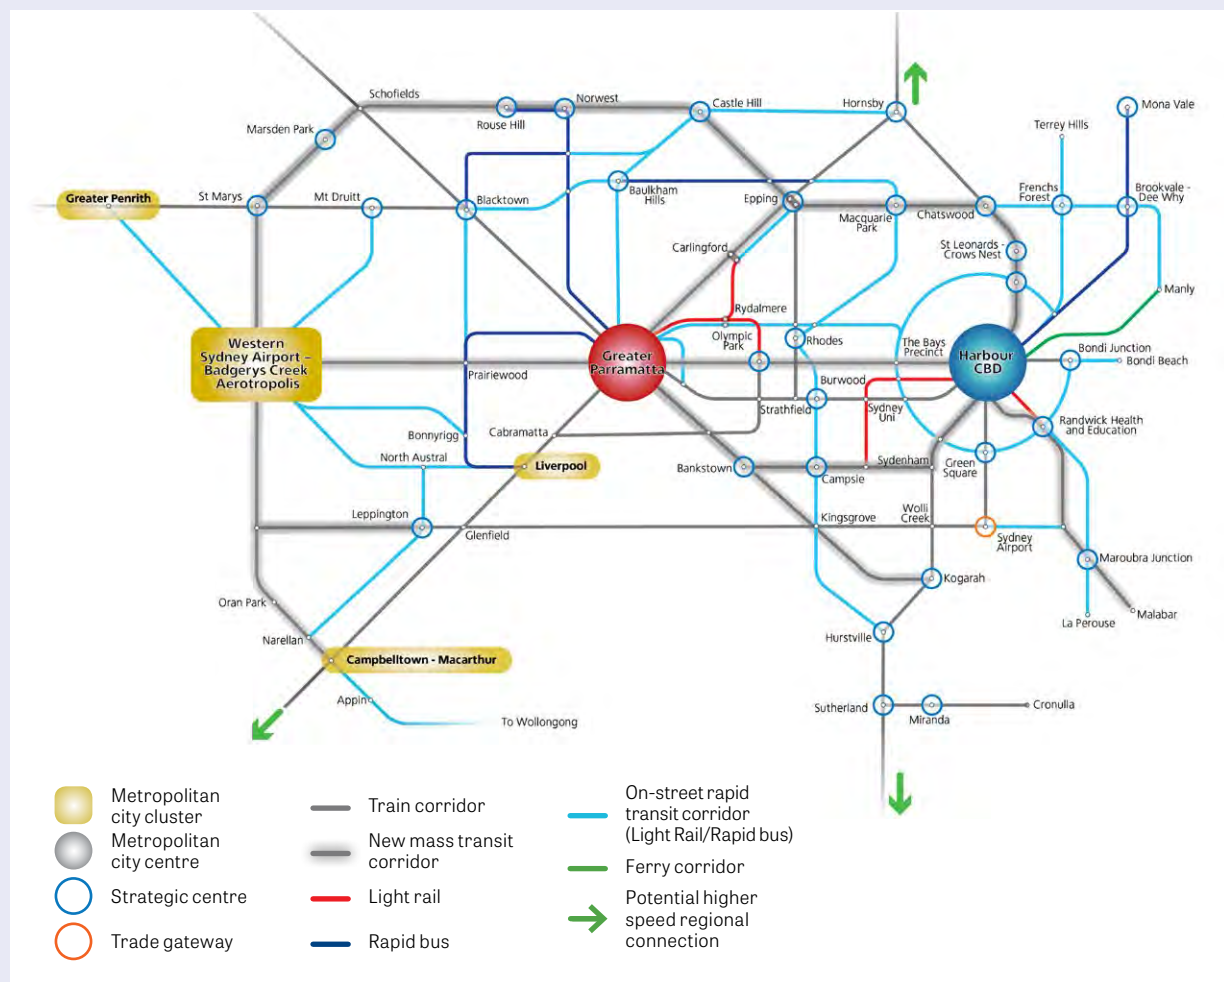 Schofields
Norwest
Castle Hill
Hornsby
Mona Vale
Rouse Hill
Marsden Park
Terrey Hills
Greater Penrith
St Marys
Mt Druitt
Blacktown
Baulkham
Hills
Epping
Macquarie
Park
Chatswood
Frenchs
Forest
Brookvale -
Dee Why
Carlingford
St Leonards -
Crows Nest
Manly
Rydalmere
Western
Sydney Airport –
Badgerys Creek
Aerotropolis
Greater
Parramatta
Olympic
Park
Rhodes
The Bays
Precinct
Harbour
CBD
Bondi Junction
Bondi Beach
Prairiewood
Burwood
Strathfield
Sydney
Uni
Bonnyrigg
Cabramatta
Randwick Health
and Education
North Austral
Liverpool
Bankstown
Campsie
Sydenham
Green
Square
Leppington
Glenfield
Kingsgrove
Wolli
Creek
Sydney
Airport
Maroubra Junction
Oran Park
Kogarah
Malabar
La Perouse
Narellan
Hurstville
Campbelltown - Macarthur
Appin
To Wollongong
Sutherland
Miranda
Cronulla
Metropolitan
city cluster
Metropolitan
city centre
Strategic centre
Trade gateway
Train corridor
New mass transit
corridor
Light rail
Rapid bus
On-street rapid
transit corridor
(Light Rail/Rapid bus)
Ferry corridor
Potential higher
speed regional
connection